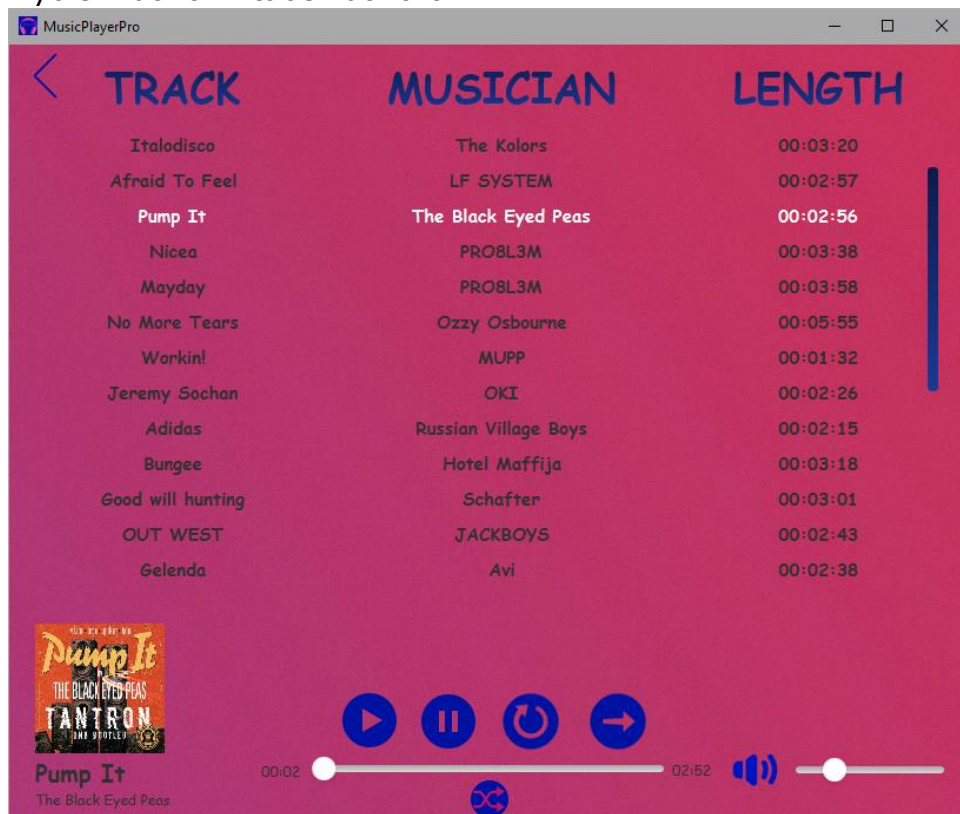 MusicPlayerPro
TRACK MUSICIAN LENGTH
Italodisco The Kolors 00:03:20
Afraid To Feel LF SYSTEM 00:02:57
Pump It The Black Eyed Peas 00:02:56
Nicea PRO8L3M 00:03:38
Mayday PRO8L3M 00:03:58
No More Tears Ozzy Osbourne 00:05:55
Workin! MUPP 00:01:32
Jeremy Sochan OKI 00:02:26
Adidas Russian Village Boys 00:02:15
Bungee Hotel Maffija 00:03:18
Good will hunting Schafter 00:03:01
OUT WEST JACKBOYS 00:02:43
Gelenda Avi 00:02:38
Pump It
THE BLACK EYED PEAS
TANTRON
DNB BOOTLEG
00:02 02:52
Pump It
The Black Eyed Peas